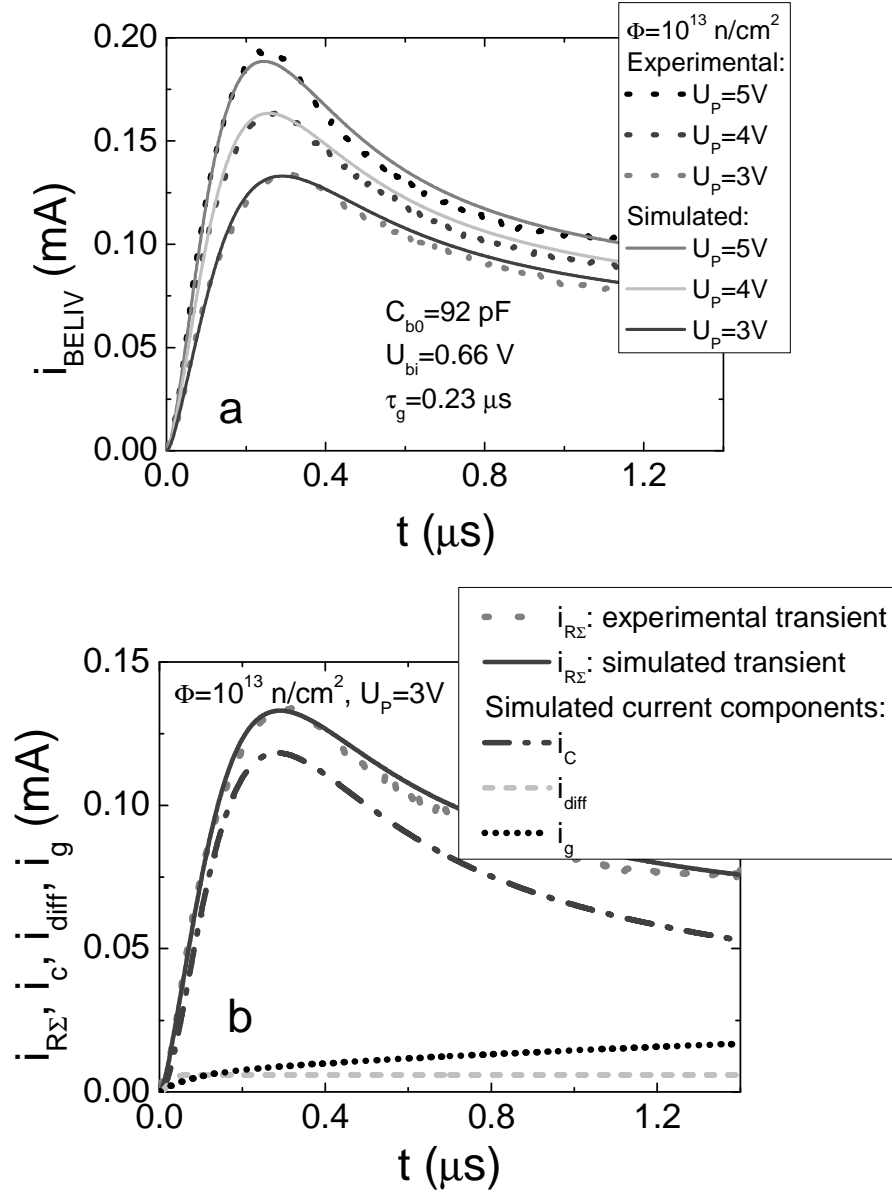 0.20
0.15
0.10
0.05
0.00
i_BELIV (mA)
Φ=10^13 n/cm^2
Experimental:
U_P=5V
U_P=4V
U_P=3V
Simulated:
U_P=5V
U_P=4V
U_P=3V
C_b0=92 pF
U_bi=0.66 V
τ_g=0.23 μs
a
0.0 0.4 0.8 1.2
t (μs)
i_RΣ: experimental transient
i_RΣ: simulated transient
Simulated current components:
i_C
i_diff
i_g
Φ=10^13 n/cm^2, U_P=3V
0.15
0.10
0.05
0.00
i_RΣ, i_C, i_diff, i_g (mA)
b
0.0 0.4 0.8 1.2
t (μs)